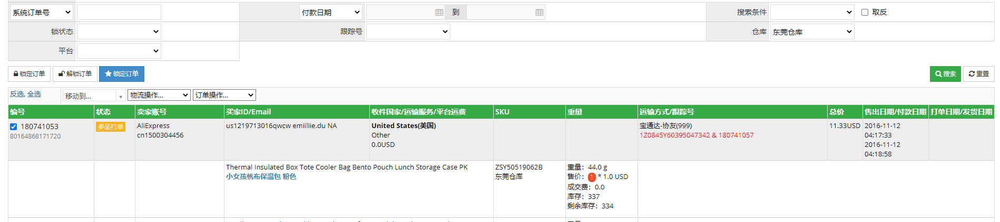 系统订单号 付款日期 到 搜索条件 取反
锁状态 跟踪号 仓库 东莞仓库
平台
锁定订单 解锁订单 锁定订单 搜索 重置
反选, 全选 移动到... 物流操作... 订单操作...
编号 状态 卖家账号 买家ID/Email 收件国家/运输服务/平台运费 SKU 重量 运输方式/跟踪号 总价 售出日期/付款日期 打单日期/发货日期
180741053 多品打单 AliExpress us1219713016qwcw emiiliie.du NA United States(美国) 宝通达-协友(999) 11.33USD 2016-11-12
80164868171720 cn1500304456 Other 1Z0845Y60395047342 & 180741057 04:17:33
0.0USD 2016-11-12
04:18:58
Thermal Insulated Box Tote Cooler Bag Bento Pouch Lunch Storage Case PK ZSY50519062B 重量：44.0 g
小女孩帆布保温包 粉色 东莞仓库 售价：1 * 1.0 USD
成交费：0.0
库存：337
剩余库存：334